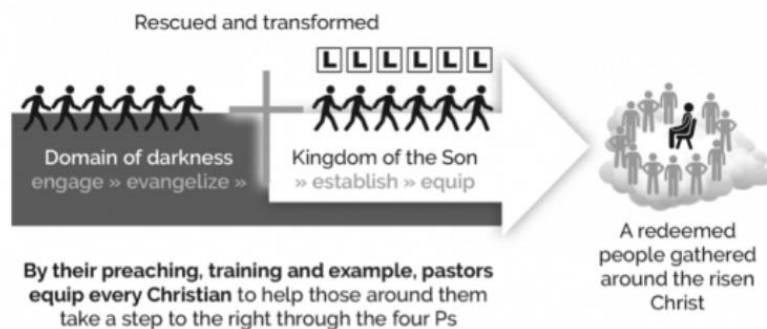 Rescued and transformed
L L L L L L
Domain of darkness
engage » evangelize »
Kingdom of the Son
» establish » equip
A redeemed
people gathered
around the risen
Christ
By their preaching, training and example, pastors
equip every Christian to help those around them
take a step to the right through the four Ps